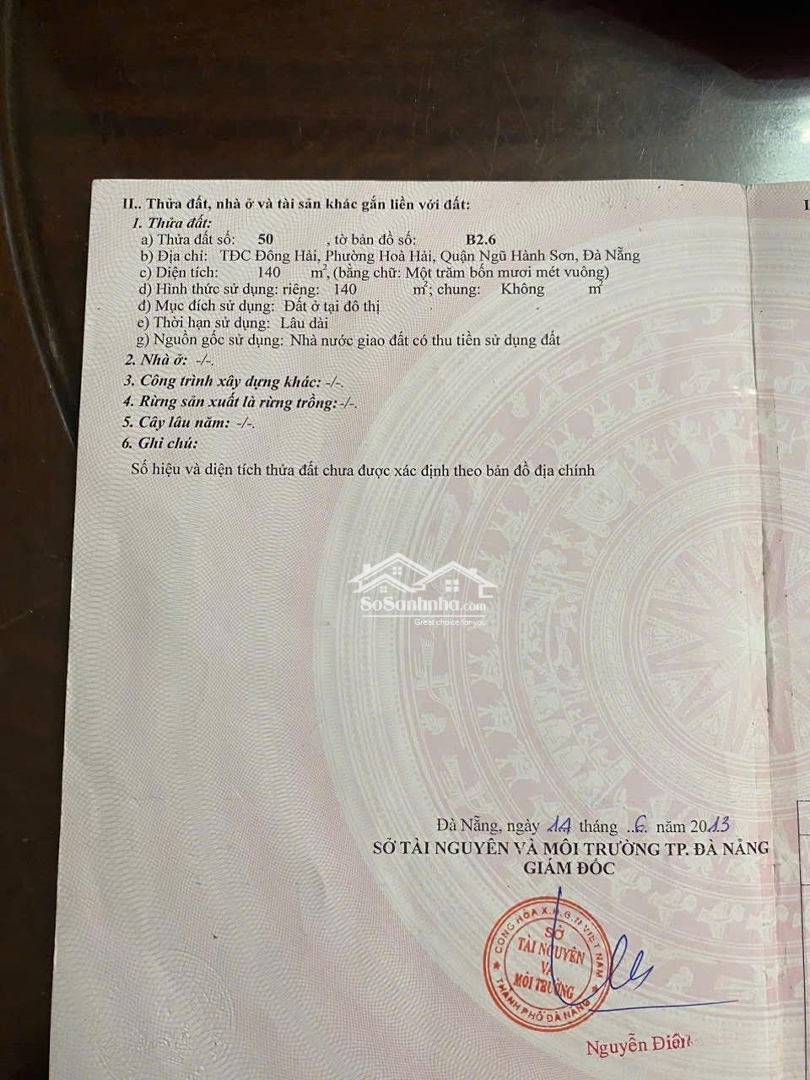 II.. Thửa đất, nhà ở và tài sản khác gắn liền với đất:
1. Thửa đất:
a) Thửa đất số: 50 , tờ bản đồ số: B2.6
b) Địa chỉ: TĐC Đông Hải, Phường Hoà Hải, Quận Ngũ Hành Sơn, Đà Nẵng
c) Diện tích: 140 m², (bằng chữ: Một trăm bốn mươi mét vuông)
d) Hình thức sử dụng: riêng: 140 m²; chung: Không m²
đ) Mục đích sử dụng: Đất ở tại đô thị
e) Thời hạn sử dụng: Lâu dài
g) Nguồn gốc sử dụng: Nhà nước giao đất có thu tiền sử dụng đất
2. Nhà ở: -/-.
3. Công trình xây dựng khác: -/-.
4. Rừng sản xuất là rừng trồng: -/-.
5. Cây lâu năm: -/-.
6. Ghi chú:
Số hiệu và diện tích thửa đất chưa được xác định theo bản đồ địa chính
SoSanhnha.com
Great choice for you
Đà Nẵng, ngày tháng ..6. năm 2013
SỞ TÀI NGUYÊN VÀ MÔI TRƯỜNG TP. ĐÀ NẴNG
GIÁM ĐỐC
CỘNG HÒA X.H.C.N VIỆT NAM
SỞ
TÀI NGUYÊN
VÀ
MÔI TRƯỜNG
THÀNH PHỐ ĐÀ NẴNG
Nguyễn Điểu